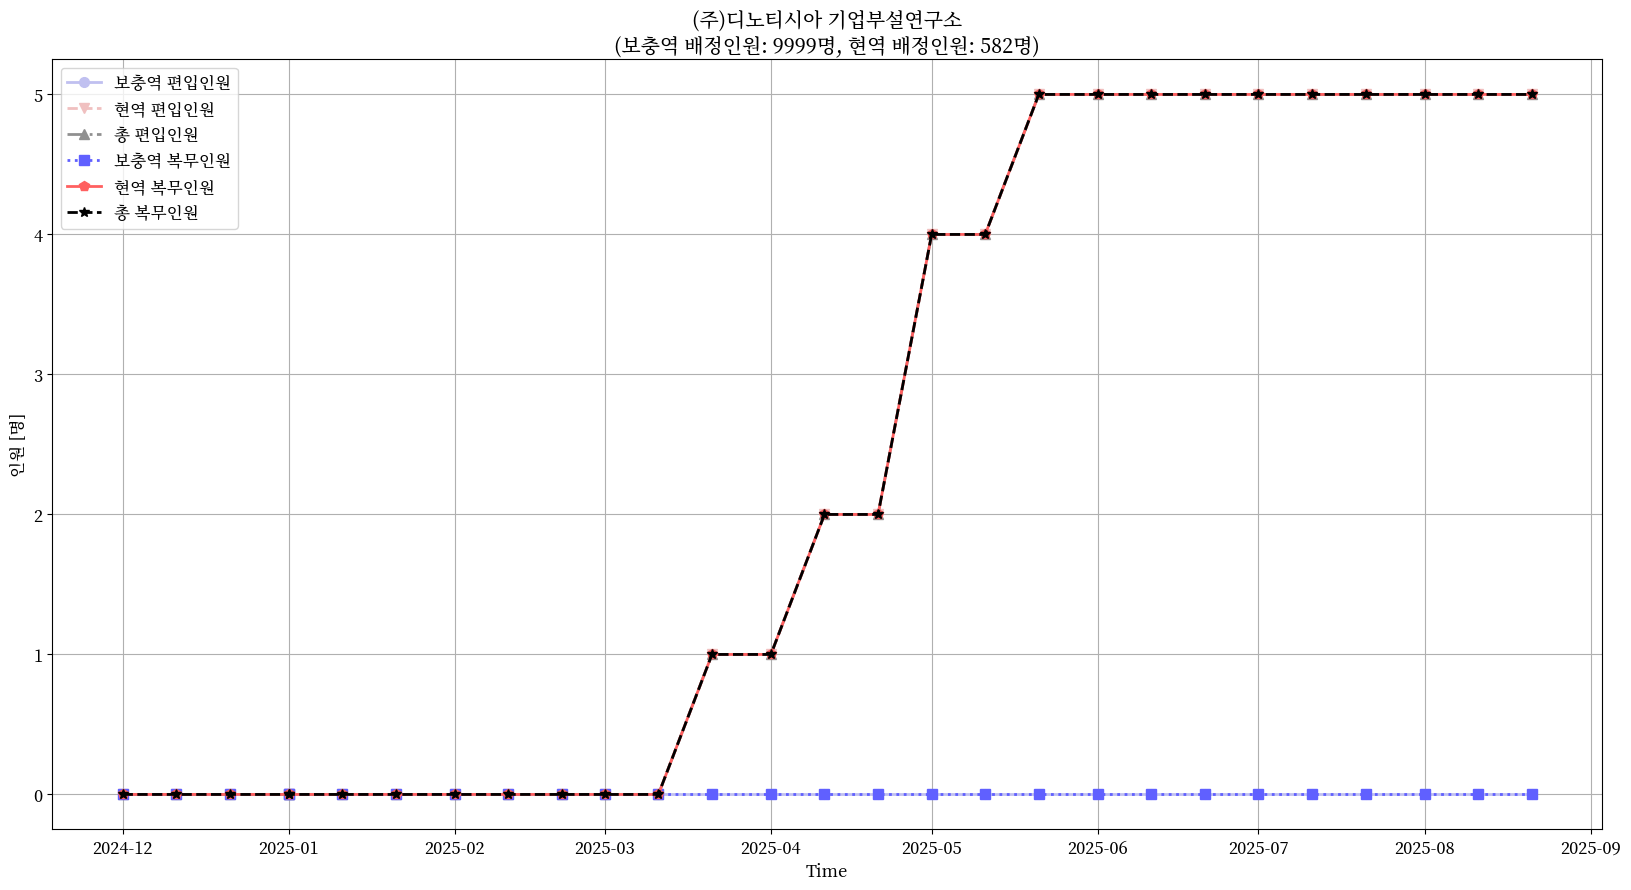 (주)디노티시아 기업부설연구소
(보충역 배정인원: 9999명, 현역 배정인원: 582명)
보충역 편입인원
현역 편입인원
총 편입인원
보충역 복무인원
현역 복무인원
총 복무인원
5
4
3
2
1
0
인원 [명]
2024-12
2025-01
2025-02
2025-03
2025-04
2025-05
2025-06
2025-07
2025-08
2025-09
Time